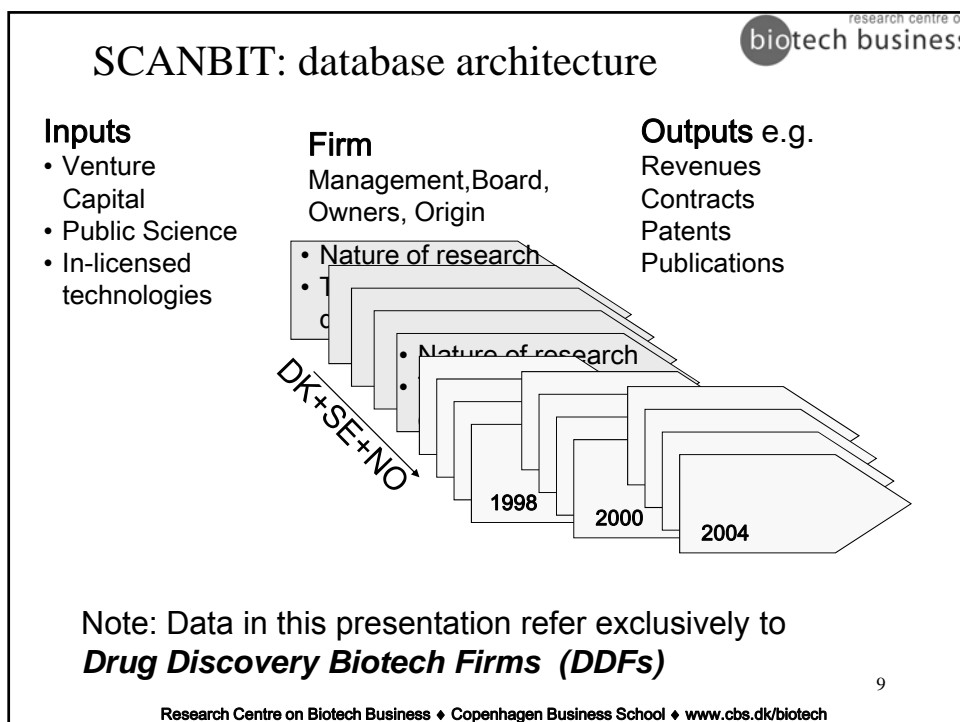 research centre o
biotech business
SCANBIT: database architecture
Inputs
• Venture
Capital
• Public Science
• In-licensed
technologies
Firm
Management,Board,
Owners, Origin
Outputs e.g.
Revenues
Contracts
Patents
Publications
• Nature of research
•
• Nature of research
•
DK+SE+NO
1998
2000
2004
Note: Data in this presentation refer exclusively to
Drug Discovery Biotech Firms (DDFs)
9
Research Centre on Biotech Business ♦ Copenhagen Business School ♦ www.cbs.dk/biotech